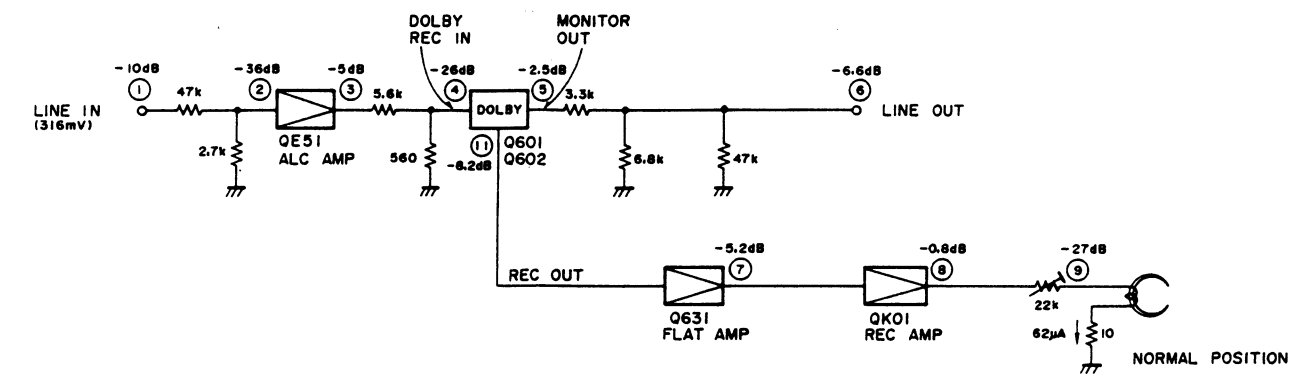 DOLBY
REC IN
MONITOR
OUT
-10dB
-36dB
-5dB
-26dB
-2.5dB
-6.6dB
1
47k
2
3
5.6k
4
5
3.3k
6
LINE IN
(316mV)
DOLBY
LINE OUT
2.7k
QE51
ALC AMP
560
11
-8.2dB
Q601
Q602
6.8k
47k
-5.2dB
-0.8dB
-27dB
7
8
9
REC OUT
22k
Q631
FLAT AMP
QK01
REC AMP
62μA
10
NORMAL POSITION